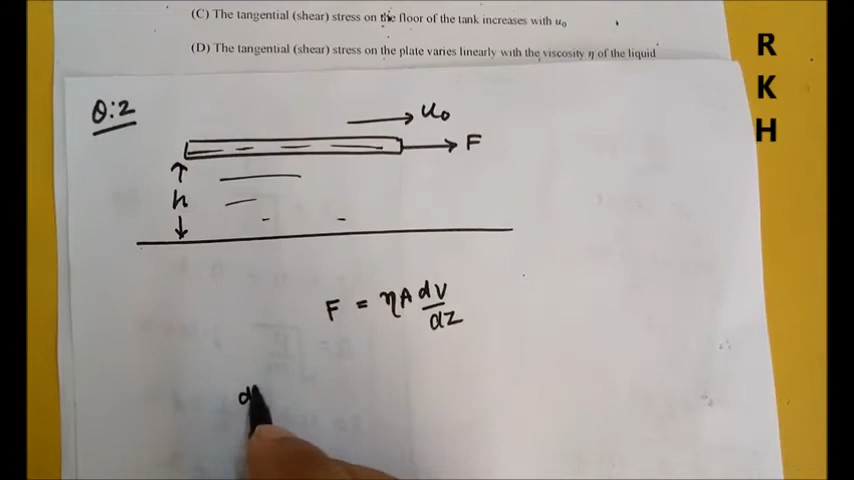 (C) The tangential (shear) stress on the floor of the tank increases with u₀
(D) The tangential (shear) stress on the plate varies linearly with the viscosity η of the liquid
R
K
H
Q:2
u₀
F
h
F = ηA dV/dZ
d